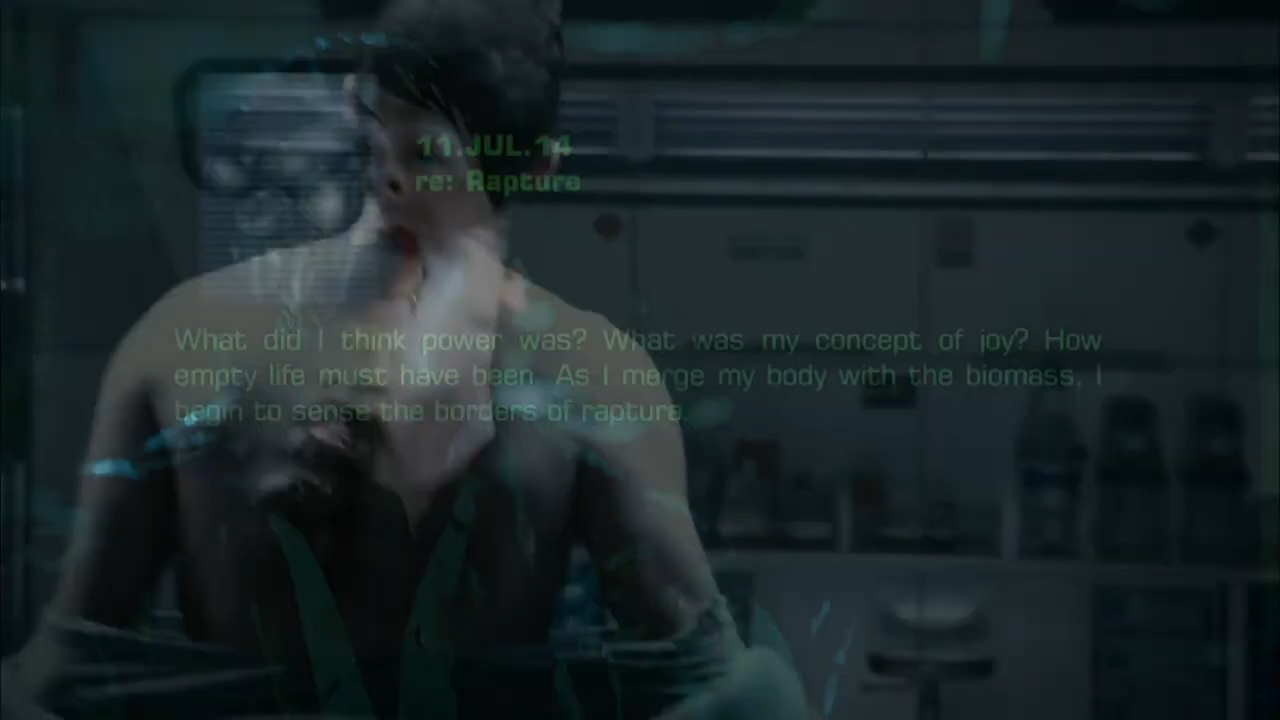 11.JUL.14
re: Rapture
What did I think power was? What was my concept of joy? How
empty life must have been. As I merge my body with the biomass, I
begin to sense the borders of rapture.